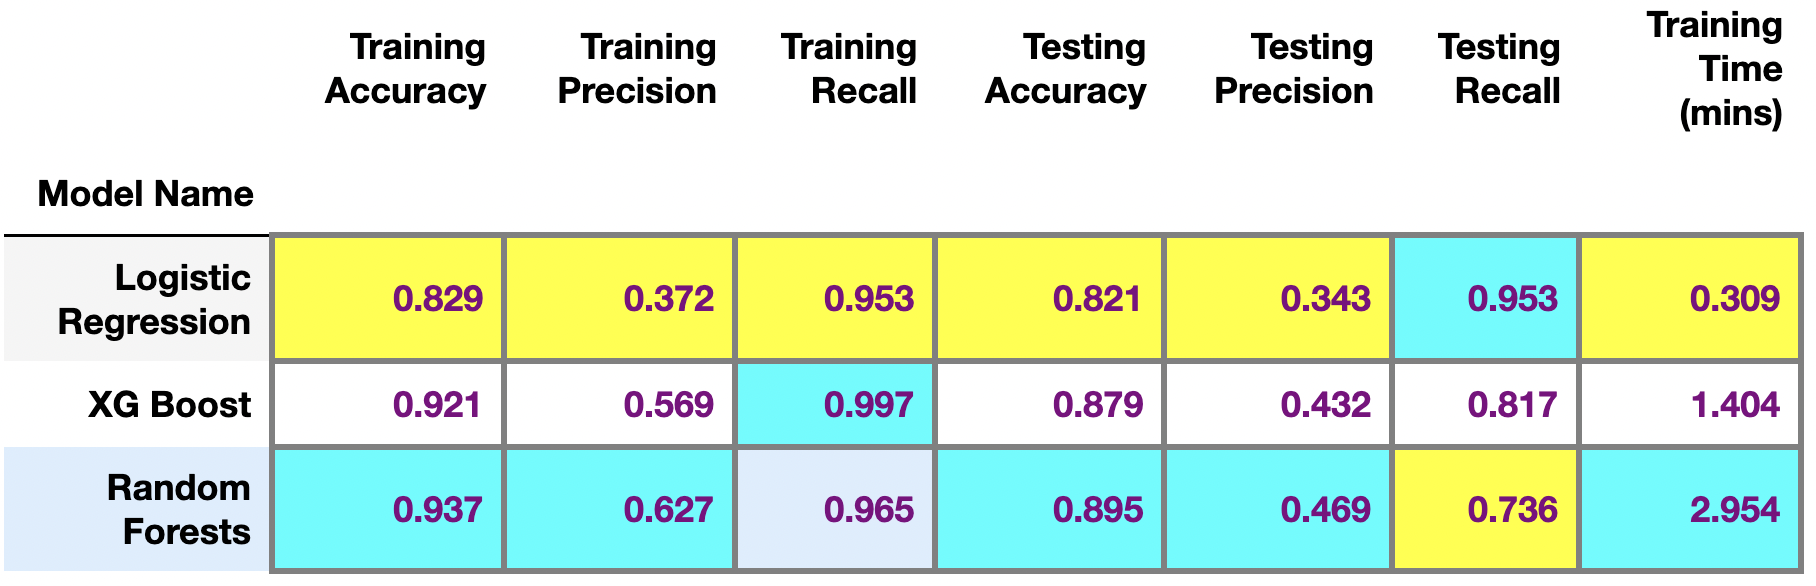 Training Accuracy Training Precision Training Recall Testing Accuracy Testing Precision Testing Recall Training Time (mins)
Model Name
Logistic Regression 0.829 0.372 0.953 0.821 0.343 0.953 0.309
XG Boost 0.921 0.569 0.997 0.879 0.432 0.817 1.404
Random Forests 0.937 0.627 0.965 0.895 0.469 0.736 2.954